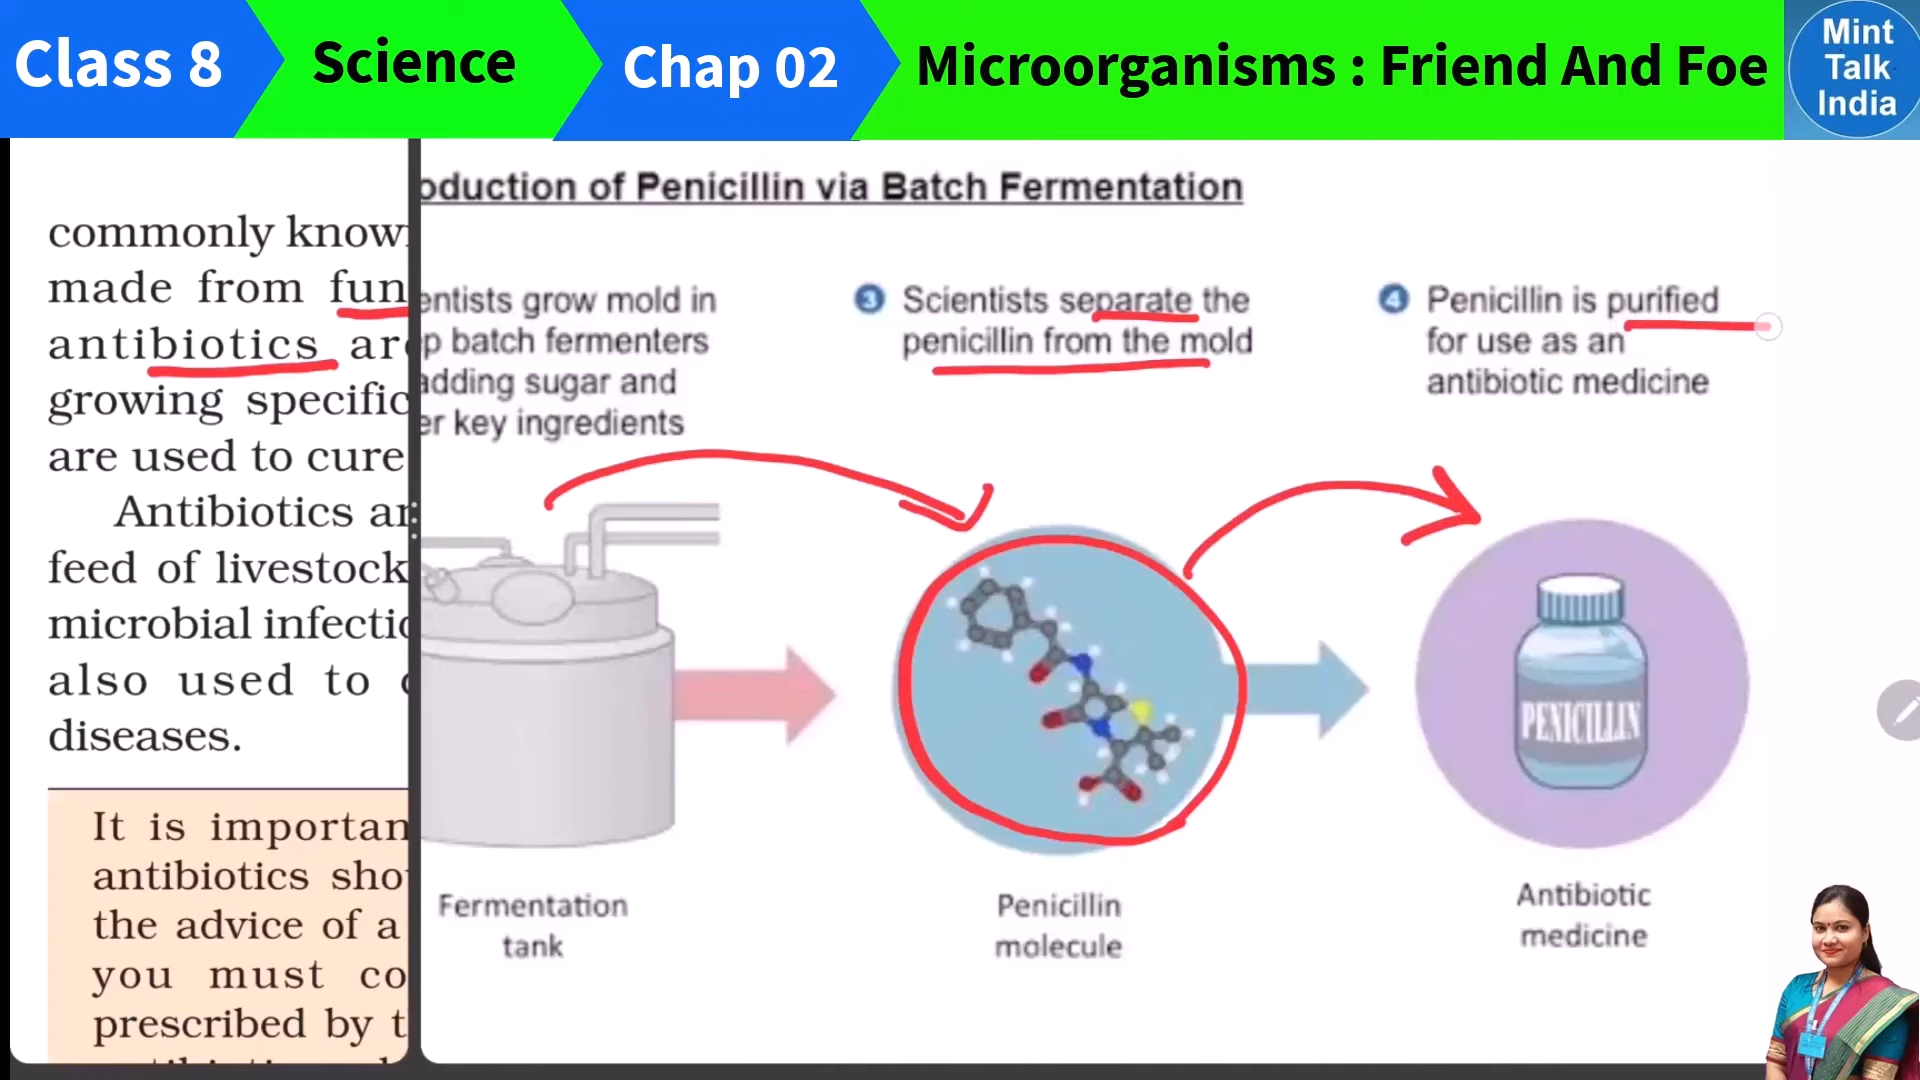 Class 8
Science
Chap 02
Microorganisms : Friend And Foe
Mint
Talk
India
commonly know
made from fun
antibiotics are
growing specific
are used to cure
Antibiotics ar
feed of livestock
microbial infectio
also used to
diseases.
It is importan
antibiotics sho
the advice of a
you must co
prescribed by t
oduction of Penicillin via Batch Fermentation
entists grow mold in
p batch fermenters
adding sugar and
er key ingredients
3 Scientists separate the
penicillin from the mold
4 Penicillin is purified
for use as an
antibiotic medicine
PENICILLIN
Fermentation
tank
Penicillin
molecule
Antibiotic
medicine